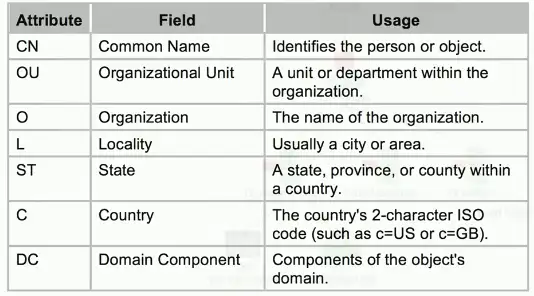 Attribute Field Usage
CN Common Name Identifies the person or object.
OU Organizational Unit A unit or department within the
organization.
O Organization The name of the organization.
L Locality Usually a city or area.
ST State A state, province, or county within
a country.
C Country The country's 2-character ISO
code (such as c=US or c=GB).
DC Domain Component Components of the object's
domain.